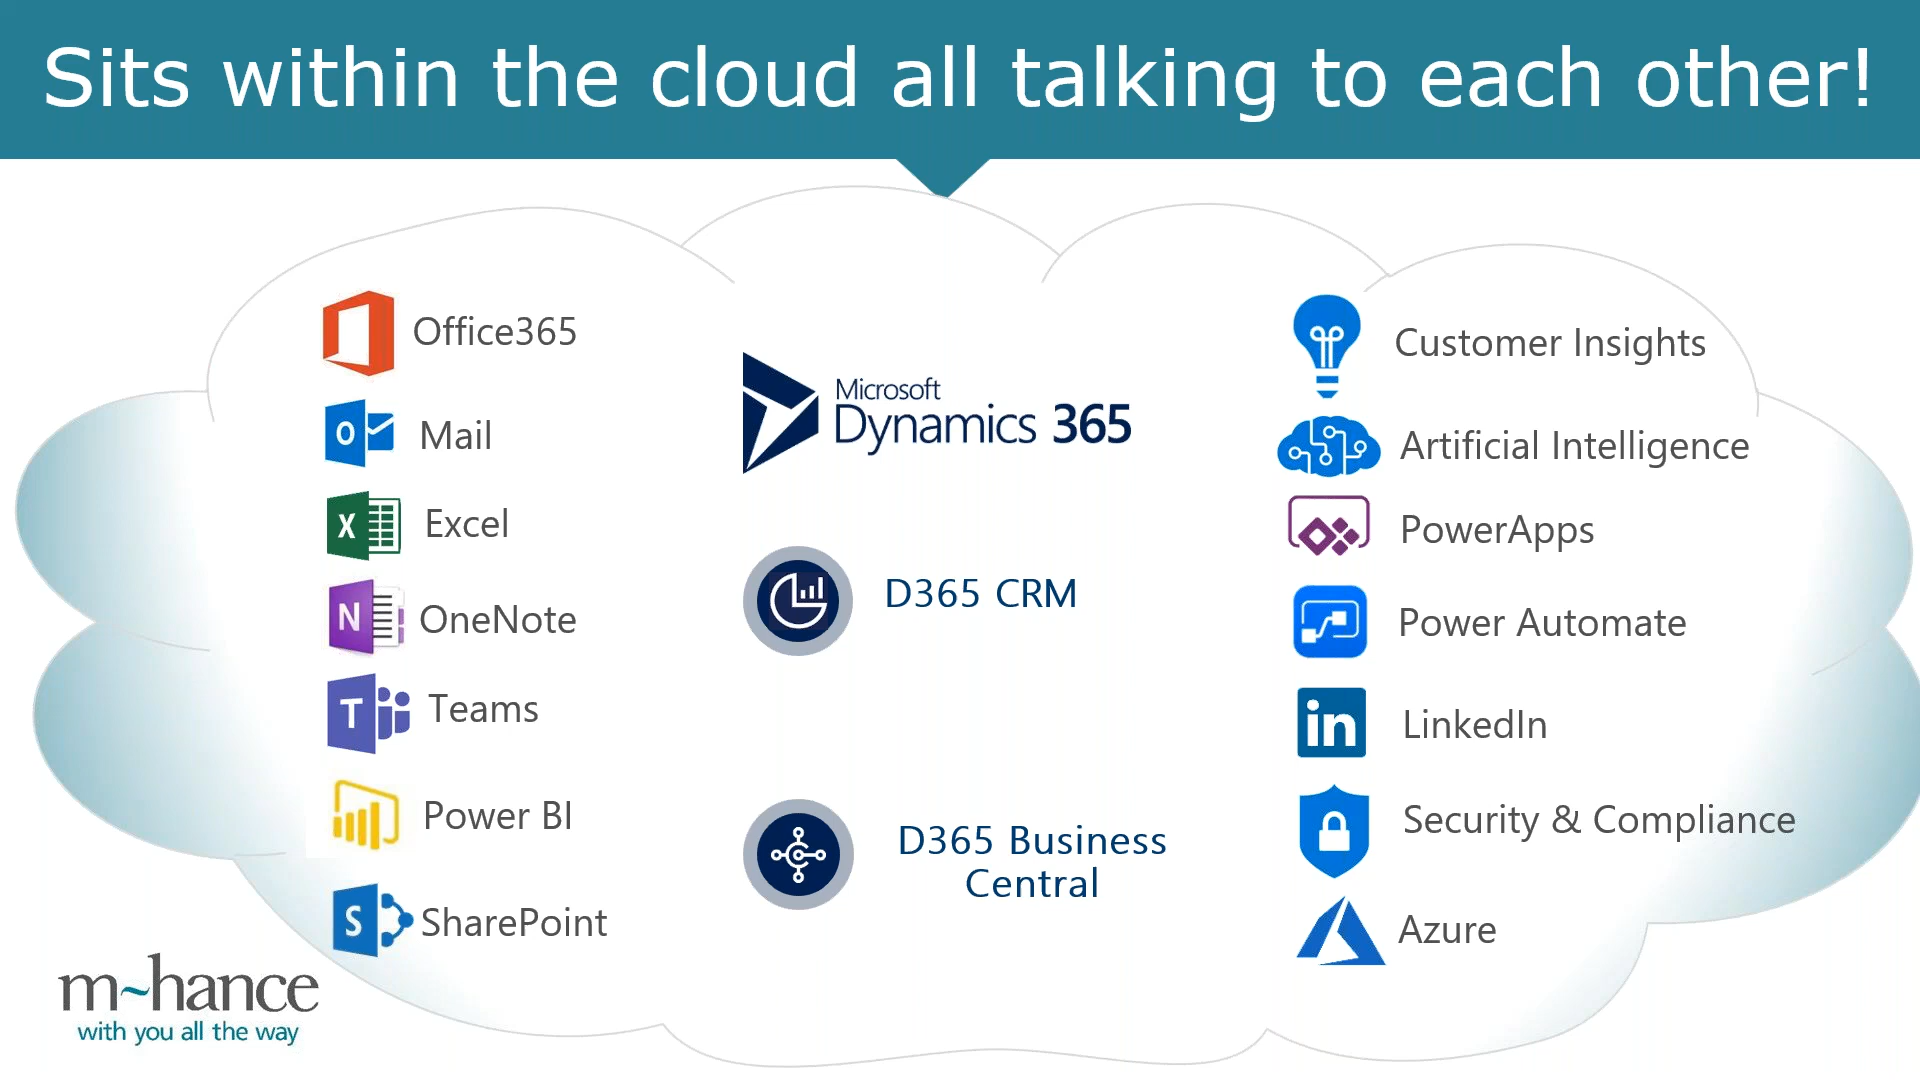 Sits within the cloud all talking to each other!
Office365
Mail
Excel
OneNote
Teams
Power BI
SharePoint
Microsoft
Dynamics 365
D365 CRM
D365 Business
Central
Customer Insights
Artificial Intelligence
PowerApps
Power Automate
LinkedIn
Security & Compliance
Azure
m~hance
with you all the way